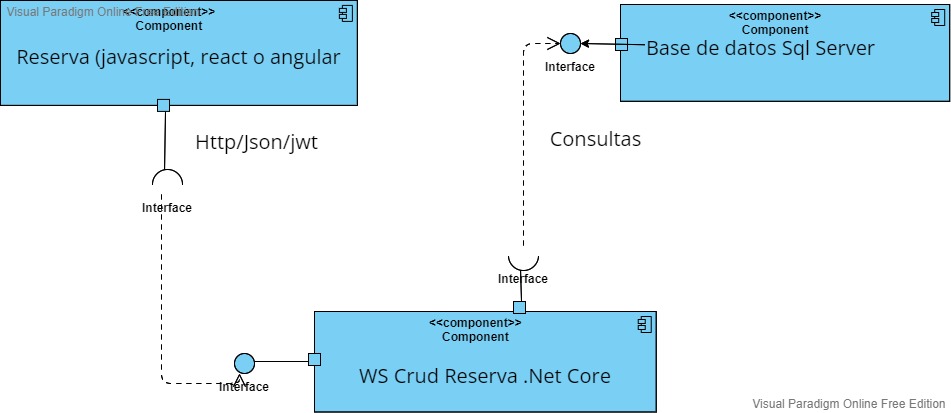 Visual Paradigm Online Free Edition
<<component>>
Component
Reserva (javascript, react o angular
<<component>>
Component
Base de datos Sql Server
Interface
Http/Json/jwt
Consultas
Interface
Interface
<<component>>
Component
WS Crud Reserva .Net Core
Interface
Visual Paradigm Online Free Edition